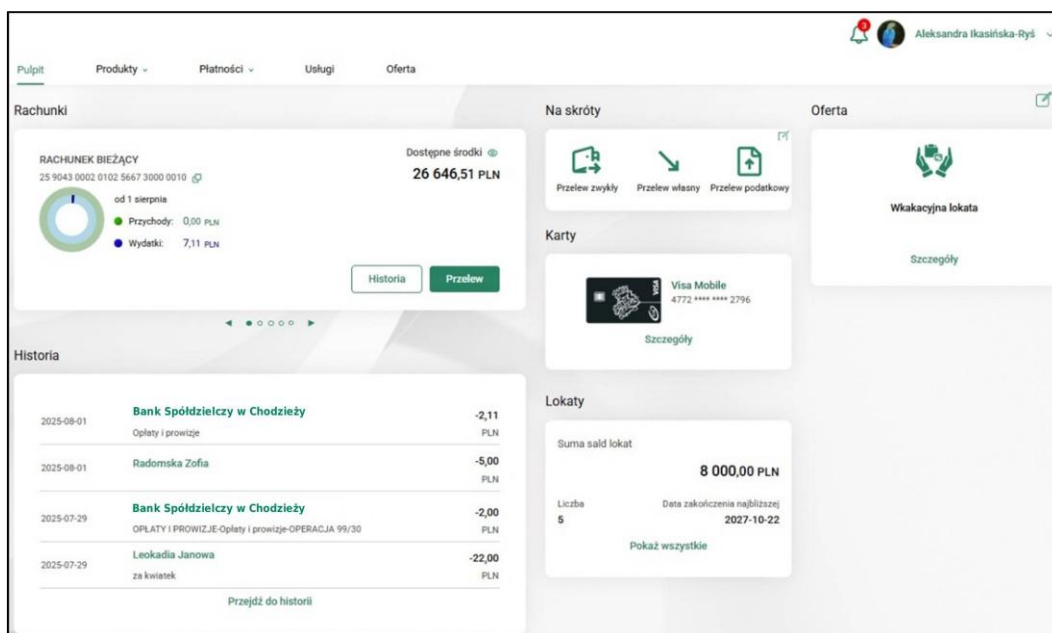 3
Aleksandra Ikasińska-Ryś
Pulpit
Produkty
Płatności
Usługi
Oferta
Rachunki
RACHUNEK BIEŻĄCY
25 9043 0002 0102 5667 3000 0010
Dostępne środki
26 646,51 PLN
od 1 sierpnia
Przychody: 0,00 PLN
Wydatki: 7,11 PLN
Historia
Przelew
Historia
2025-08-01
Bank Spółdzielczy w Chodzieży
Opłaty i prowizje
-2,11
PLN
2025-08-01
Radomska Zofia
-5,00
PLN
2025-07-29
Bank Spółdzielczy w Chodzieży
OPŁATY I PROWIZJE-Opłaty i prowizje-OPERACJA 99/30
-2,00
PLN
2025-07-29
Leokadia Janowa
za kwiatek
-22,00
PLN
Przejdź do historii
Na skróty
Przelew zwykły
Przelew własny
Przelew podatkowy
Karty
VISA
Visa Mobile
4772 **** **** 2796
Szczegóły
Lokaty
Suma sald lokat
8 000,00 PLN
Liczba
5
Data zakończenia najbliższej
2027-10-22
Pokaż wszystkie
Oferta
Wkakacyjna lokata
Szczegóły